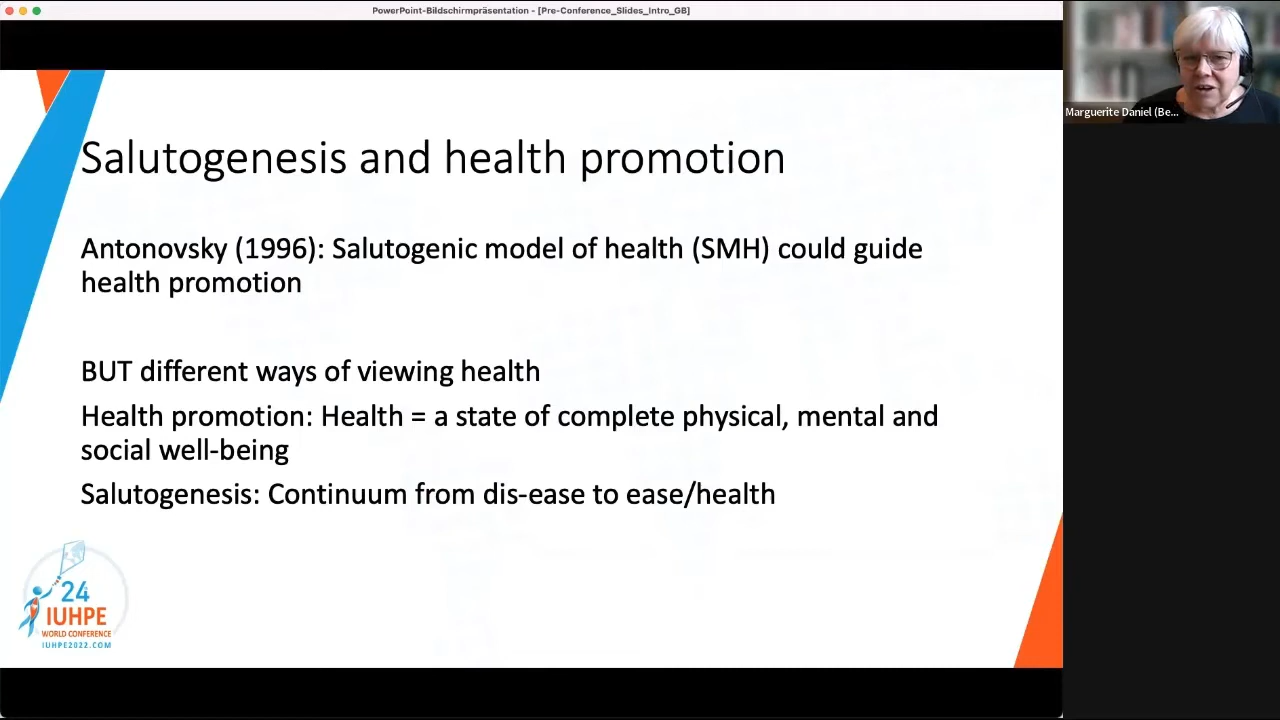 PowerPoint-Bildschirmpräsentation - [Pre-Conference_Slides_Intro_GB]
Marguerite Daniel (Be...
Salutogenesis and health promotion
Antonovsky (1996): Salutogenic model of health (SMH) could guide
health promotion
BUT different ways of viewing health
Health promotion: Health = a state of complete physical, mental and
social well-being
Salutogenesis: Continuum from dis-ease to ease/health
24
IUHPE
WORLD CONFERENCE
IUHPE2022.COM